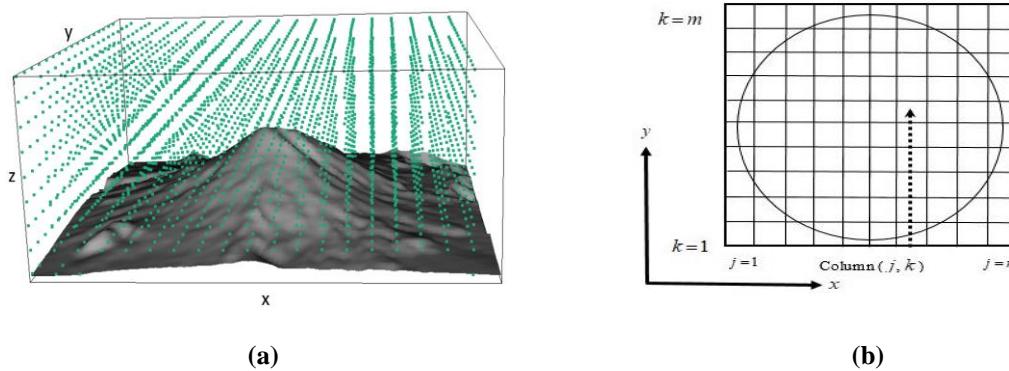 y
z
x
(a)
k=m
y
k=1
j=1
Column(j, k)
x
(b)